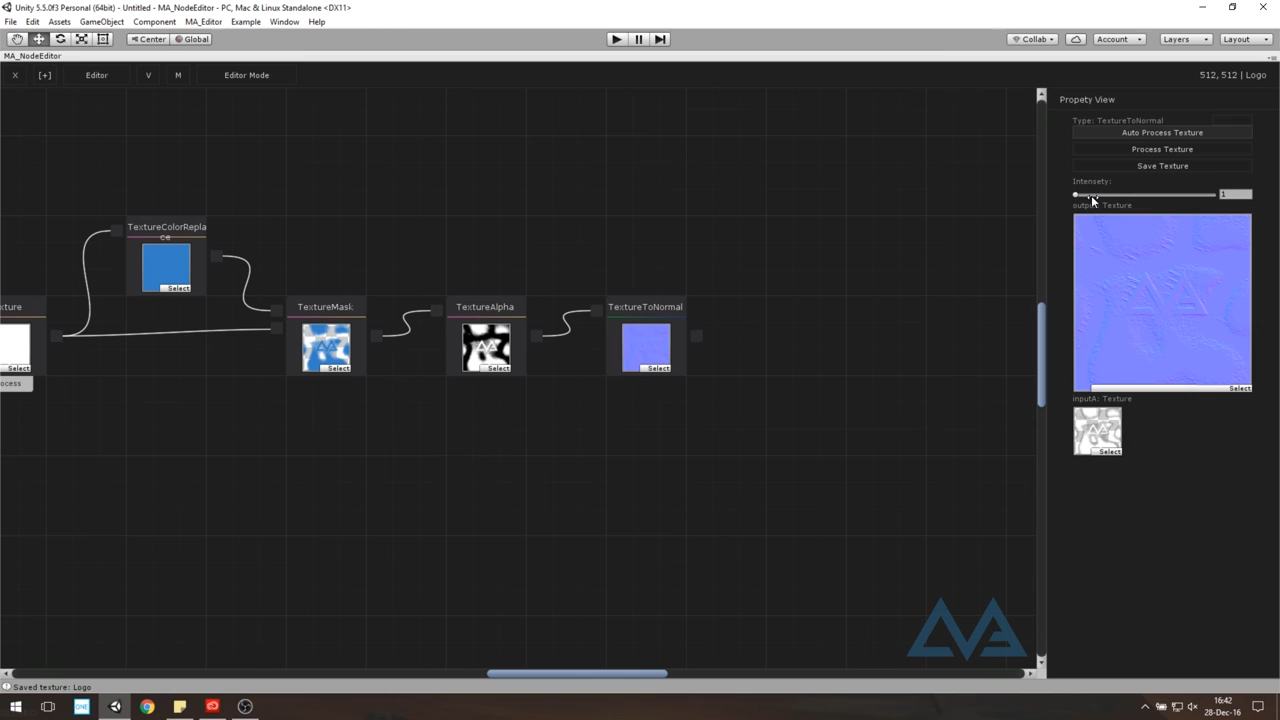 Unity 5.5.0f3 Personal (64bit) - Untitled - MA_NodeEditor - PC, Mac & Linux Standalone <DX11>
File Edit Assets GameObject Component MA_Editor Example Window Help
Center Global Collab Account Layers Layout
MA_NodeEditor
X [+] Editor V M Editor Mode 512, 512 | Logo
Propety View
Type: TextureToNormal
Auto Process Texture
Process Texture
Save Texture
Intensety:
1
output: Texture
Select
inputA: Texture
Select
TextureColorRepla
ce
Select
xture
Select
ocess
TextureMask
Select
TextureAlpha
Select
TextureToNormal
Select
Saved texture: Logo
ONE
16:42
28-Dec-16